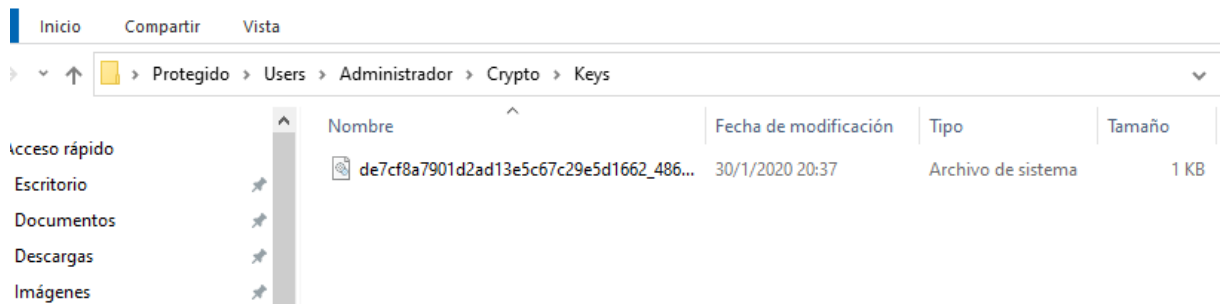 Inicio Compartir Vista
Protegido > Users > Administrador > Crypto > Keys
Nombre Fecha de modificación Tipo Tamaño
Acceso rápido
de7cf8a7901d2ad13e5c67c29e5d1662_486... 30/1/2020 20:37 Archivo de sistema 1 KB
Escritorio
Documentos
Descargas
Imágenes